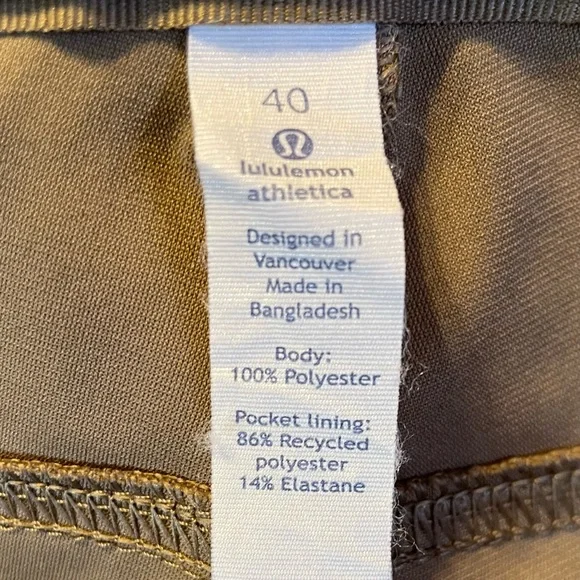 40
lululemon
athletica
Designed in
Vancouver
Made in
Bangladesh
Body:
100% Polyester
Pocket lining:
86% Recycled
polyester
14% Elastane